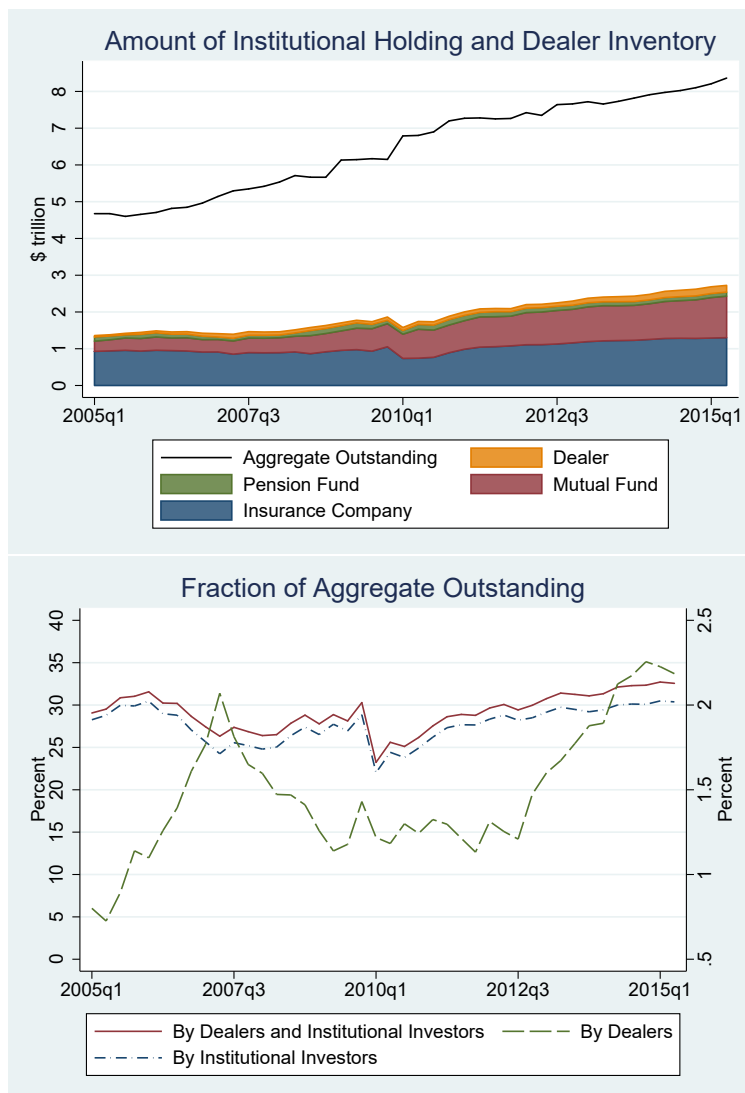 Amount of Institutional Holding and Dealer Inventory
$ trillion
8
7
6
5
4
3
2
1
0
2005q1 2007q3 2010q1 2012q3 2015q1
Aggregate Outstanding Dealer
Pension Fund Mutual Fund
Insurance Company
Fraction of Aggregate Outstanding
Percent
40
35
30
25
20
15
10
5
0
2.5
2
1.5
1
.5
Percent
2005q1 2007q3 2010q1 2012q3 2015q1
By Dealers and Institutional Investors By Dealers
By Institutional Investors